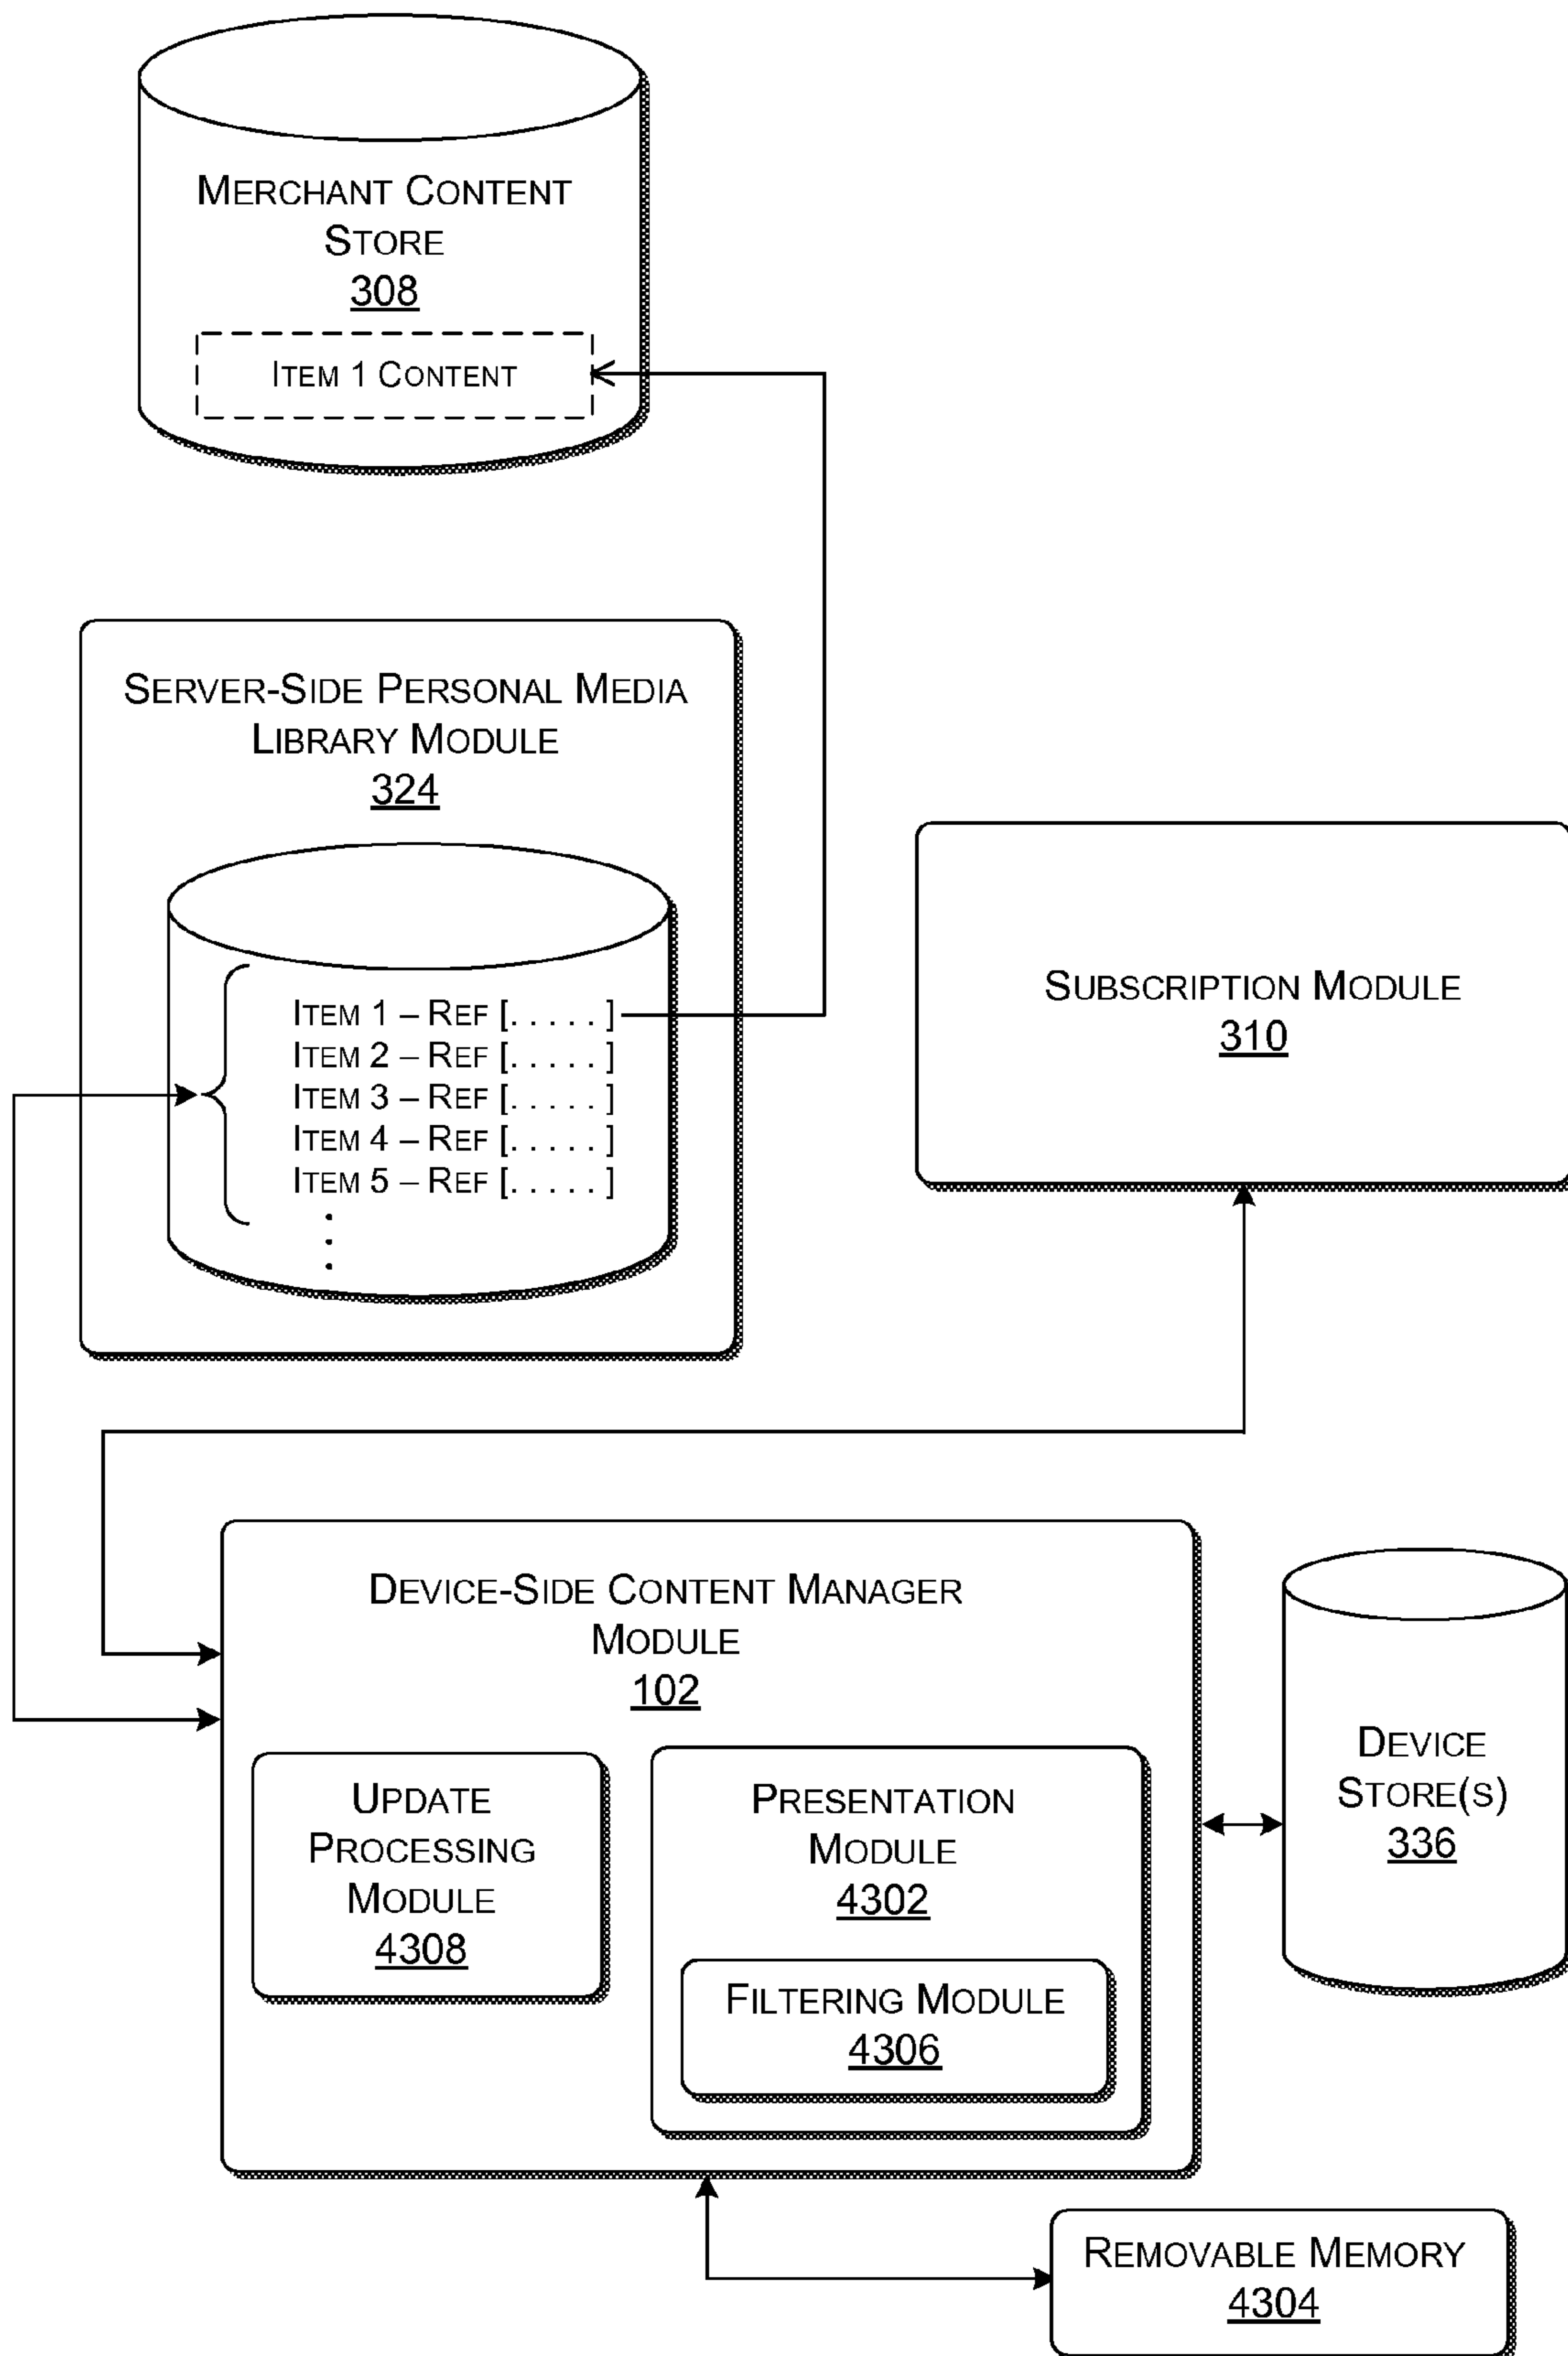 MERCHANT CONTENT
STORE
308
ITEM 1 CONTENT
SERVER-SIDE PERSONAL MEDIA
LIBRARY MODULE
324
ITEM 1 – REF [. . . . . ]
ITEM 2 – REF [. . . . . ]
ITEM 3 – REF [. . . . . ]
ITEM 4 – REF [. . . . . ]
ITEM 5 – REF [. . . . . ]
SUBSCRIPTION MODULE
310
DEVICE-SIDE CONTENT MANAGER
MODULE
102
UPDATE
PROCESSING
MODULE
4308
PRESENTATION
MODULE
4302
FILTERING MODULE
4306
DEVICE
STORE(S)
336
REMOVABLE MEMORY
4304